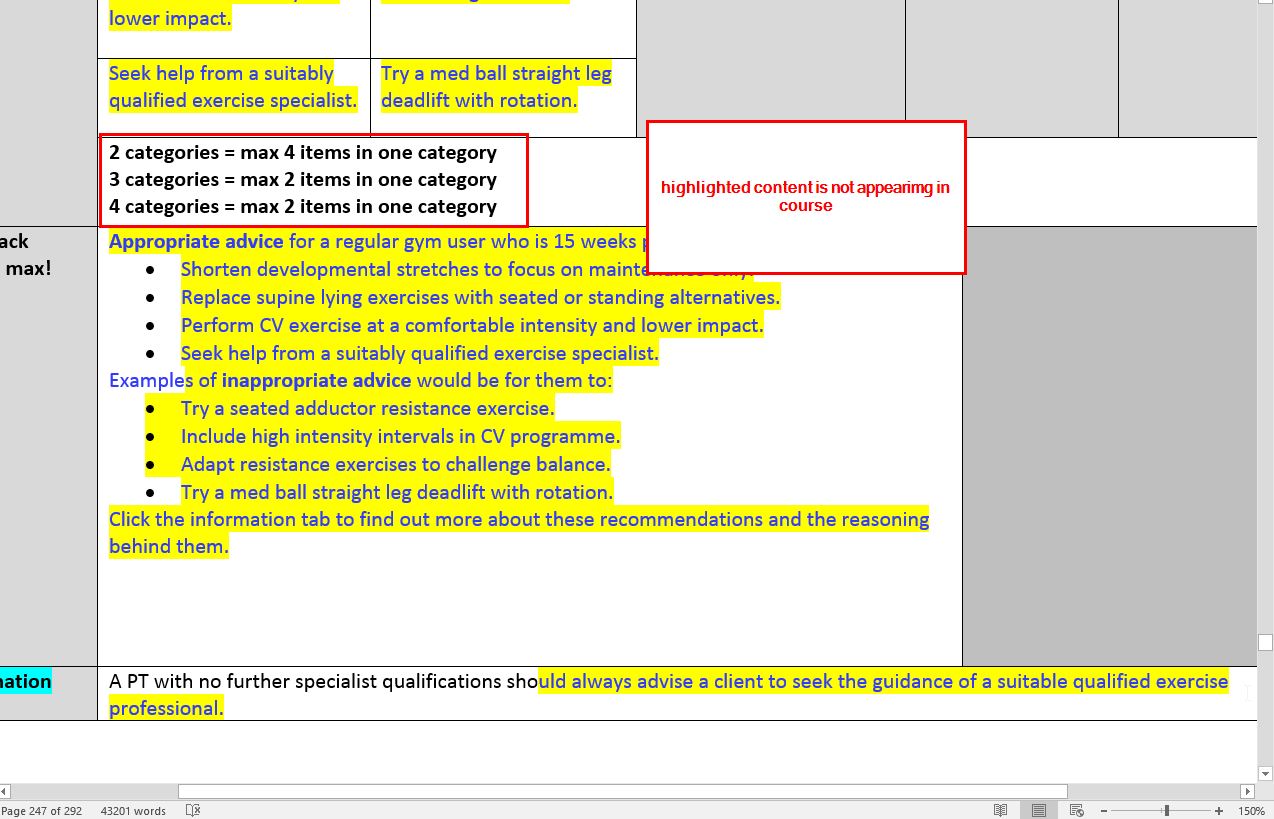 lower impact.
Seek help from a suitably
qualified exercise specialist.
Try a med ball straight leg
deadlift with rotation.
2 categories = max 4 items in one category
3 categories = max 2 items in one category
4 categories = max 2 items in one category
highlighted content is not appearimg in
course
ack
max!
Appropriate advice for a regular gym user who is 15 weeks
• Shorten developmental stretches to focus on
• Replace supine lying exercises with seated or standing alternatives.
• Perform CV exercise at a comfortable intensity and lower impact.
• Seek help from a suitably qualified exercise specialist.
Examples of inappropriate advice would be for them to:
• Try a seated adductor resistance exercise.
• Include high intensity intervals in CV programme.
• Adapt resistance exercises to challenge balance.
• Try a med ball straight leg deadlift with rotation.
Click the information tab to find out more about these recommendations and the reasoning
behind them.
nation
A PT with no further specialist qualifications should always advise a client to seek the guidance of a suitable qualified exercise
professional.
Page 247 of 292 43201 words
150%